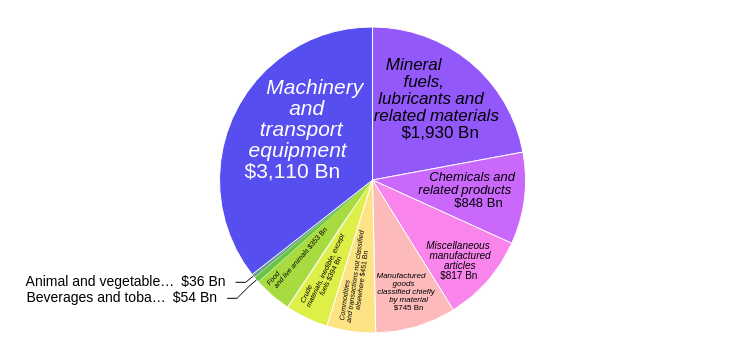 Machinery
and
transport
equipment
$3,110 Bn
Mineral
fuels,
lubricants and
related materials
$1,930 Bn
Chemicals and
related products
$848 Bn
Miscellaneous
manufactured
articles
$817 Bn
Manufactured
goods
classified chiefly
by material
$745 Bn
Commodities
and transactions not classified
elsewhere $451 Bn
Crude
materials, inedible, except
fuels $394 Bn
Food
and live animals $353 Bn
Animal and vegetable… $36 Bn
Beverages and toba… $54 Bn